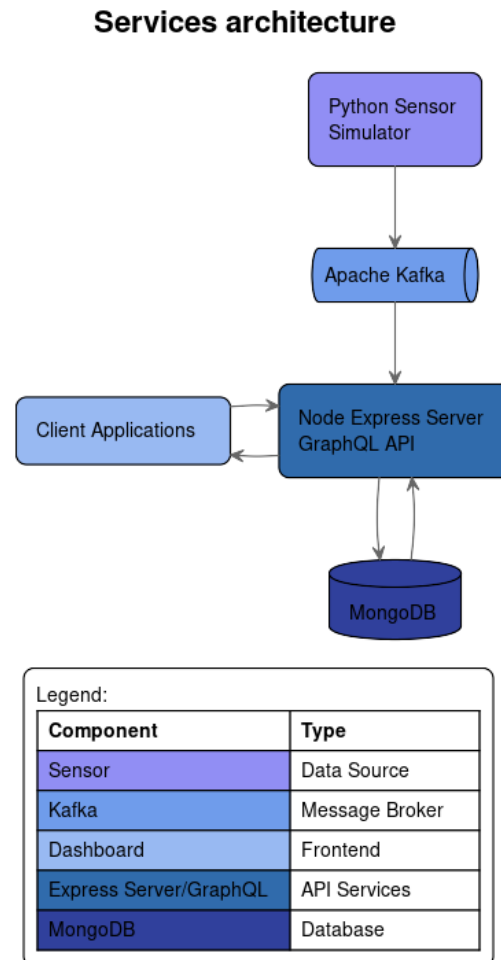 Services architecture
Python Sensor
Simulator
Apache Kafka
Client Applications
Node Express Server
GraphQL API
MongoDB
Legend:
Component Type
Sensor Data Source
Kafka Message Broker
Dashboard Frontend
Express Server/GraphQL API Services
MongoDB Database